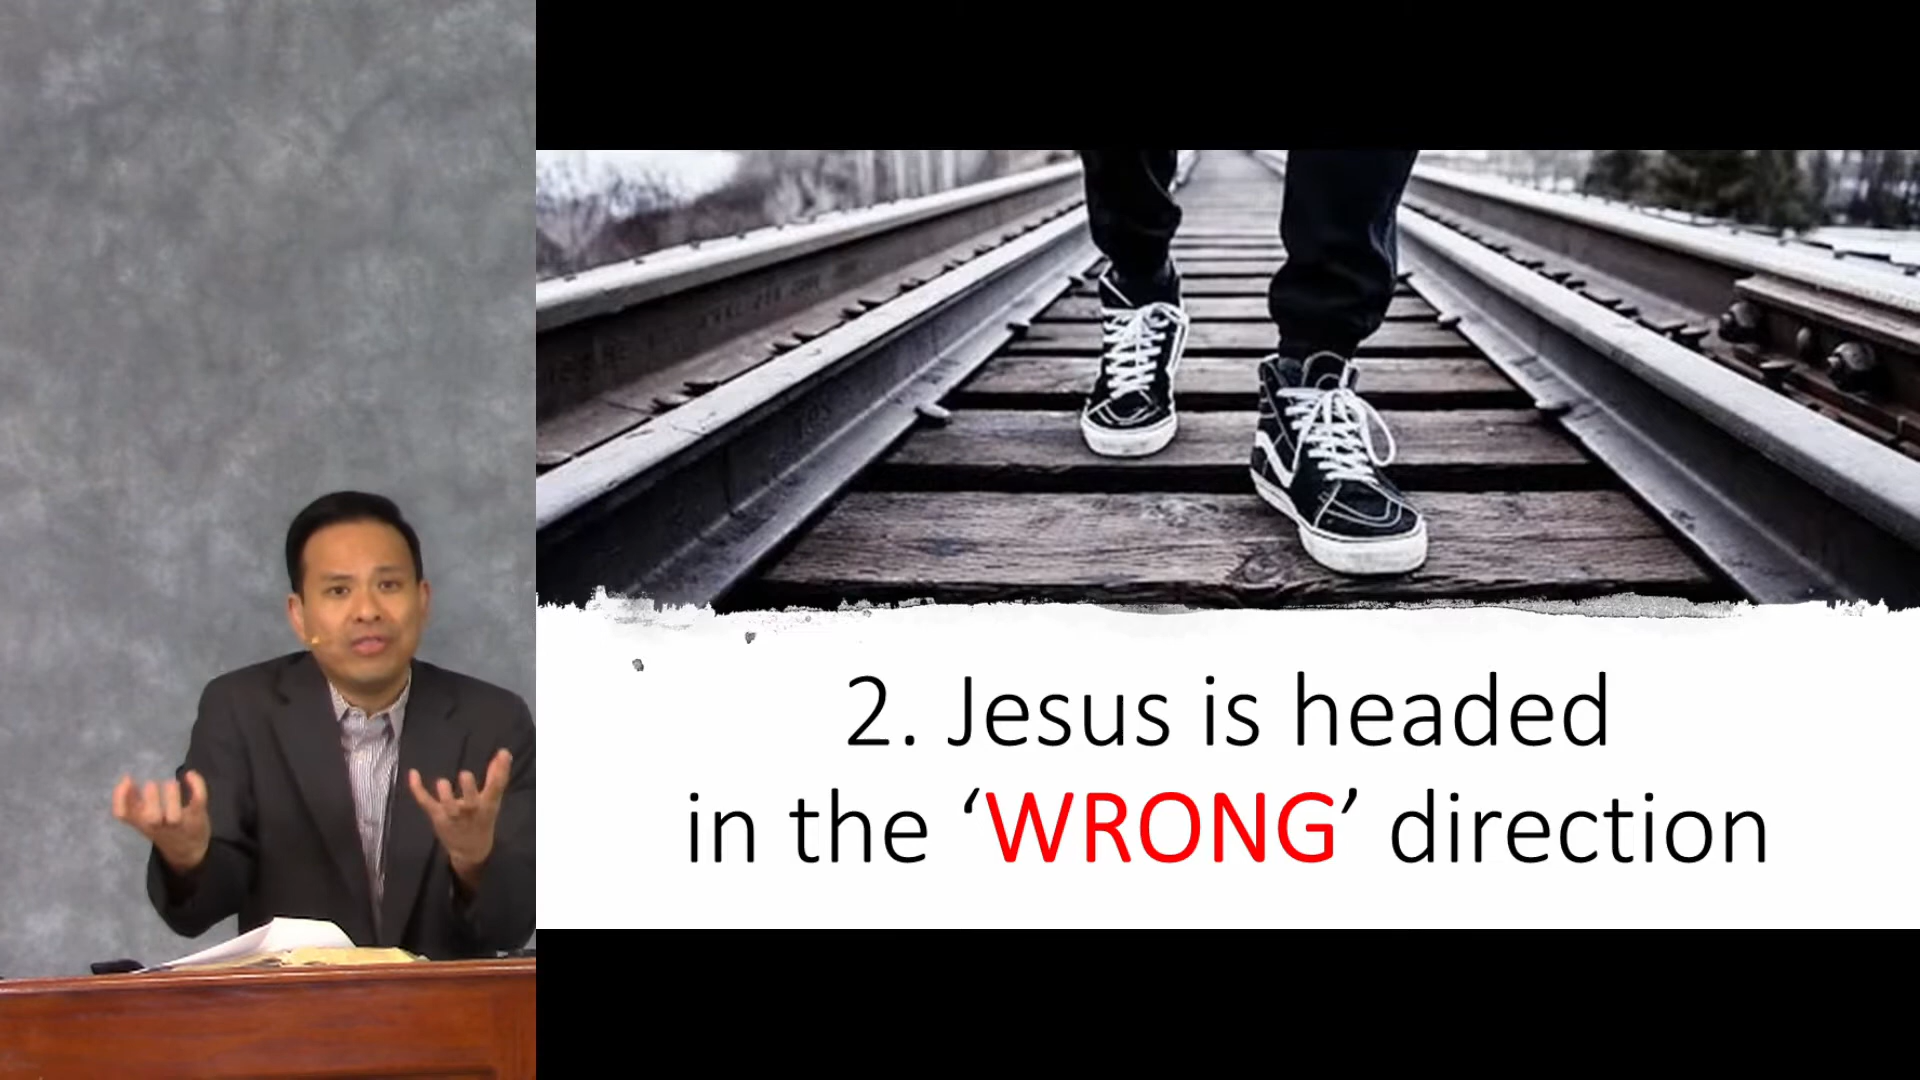 2. Jesus is headed
in the ‘WRONG’ direction